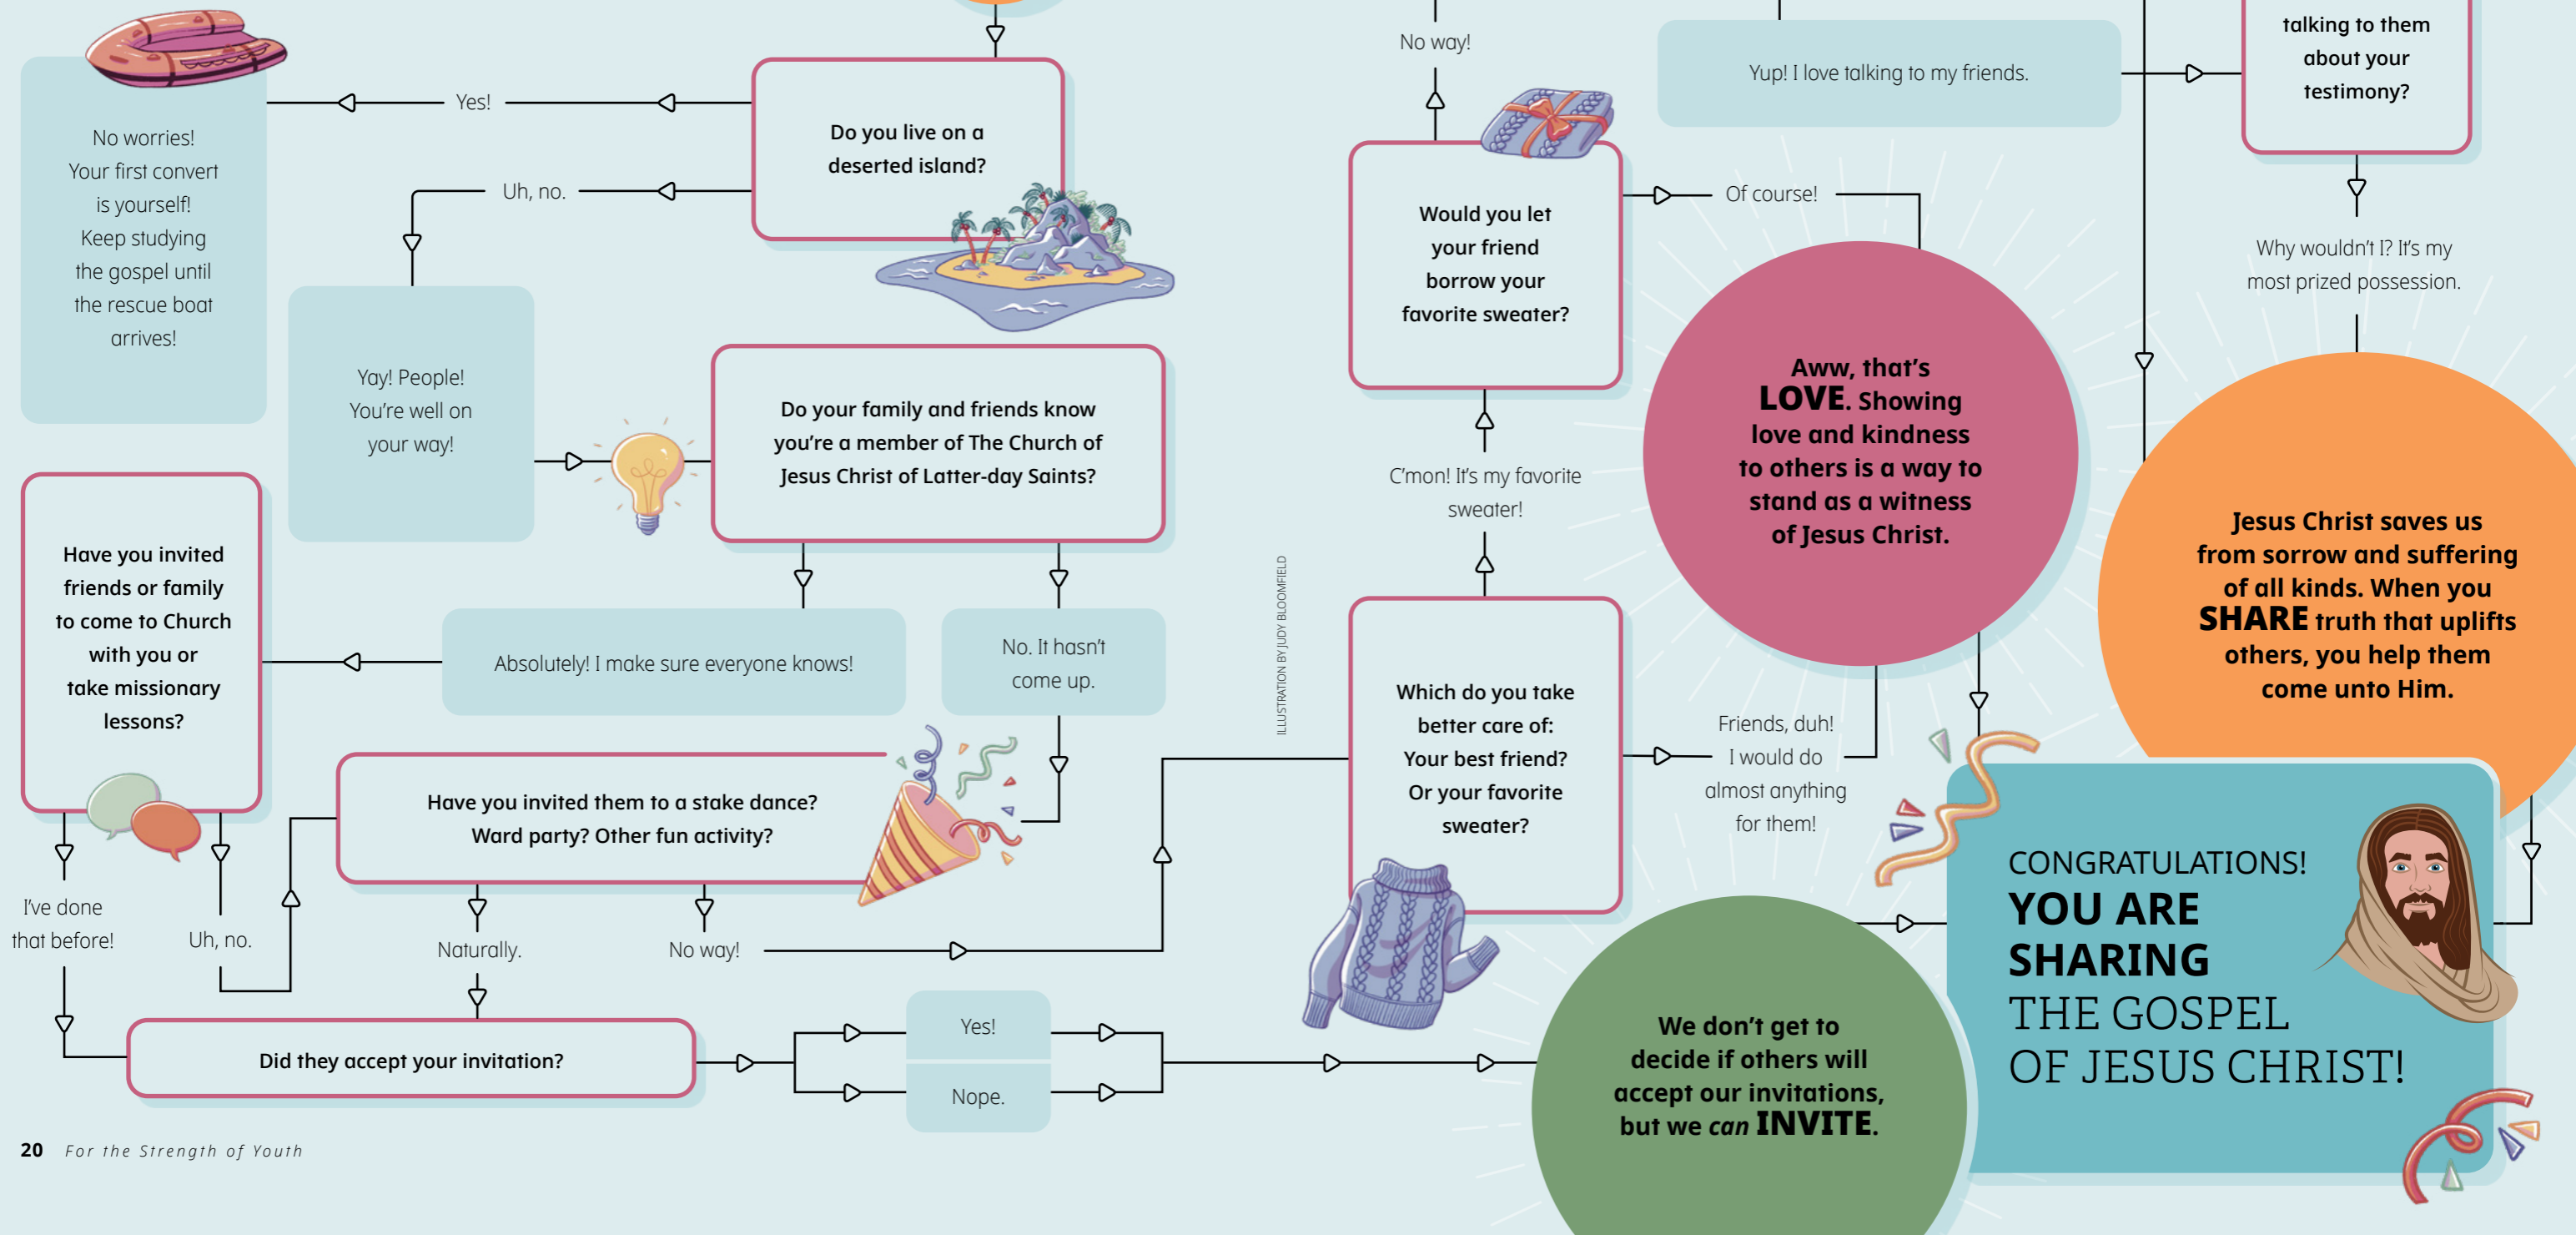 Yes!
No worries!
Your first convert
is yourself!
Keep studying
the gospel until
the rescue boat
arrives!
Do you live on a
deserted island?
Uh, no.
Yay! People!
You're well on
your way!
Do your family and friends know
you're a member of The Church of
Jesus Christ of Latter-day Saints?
Absolutely! I make sure everyone knows!
No. It hasn't
come up.
Have you invited
friends or family
to come to Church
with you or
take missionary
lessons?
I've done
that before!
Uh, no.
Have you invited them to a stake dance?
Ward party? Other fun activity?
Naturally.
No way!
Did they accept your invitation?
Yes!
Nope.
20 For the Strength of Youth
ILLUSTRATION BY JUDY BLOOMFIELD
No way!
Would you let
your friend
borrow your
favorite sweater?
Of course!
C'mon! It's my favorite
sweater!
Which do you take
better care of:
Your best friend?
Or your favorite
sweater?
Friends, duh!
I would do
almost anything
for them!
Yup! I love talking to my friends.
talking to them
about your
testimony?
Why wouldn't I? It's my
most prized possession.
Aww, that's
LOVE. Showing
love and kindness
to others is a way to
stand as a witness
of Jesus Christ.
Jesus Christ saves us
from sorrow and suffering
of all kinds. When you
SHARE truth that uplifts
others, you help them
come unto Him.
We don't get to
decide if others will
accept our invitations,
but we can INVITE.
CONGRATULATIONS!
YOU ARE
SHARING
THE GOSPEL
OF JESUS CHRIST!